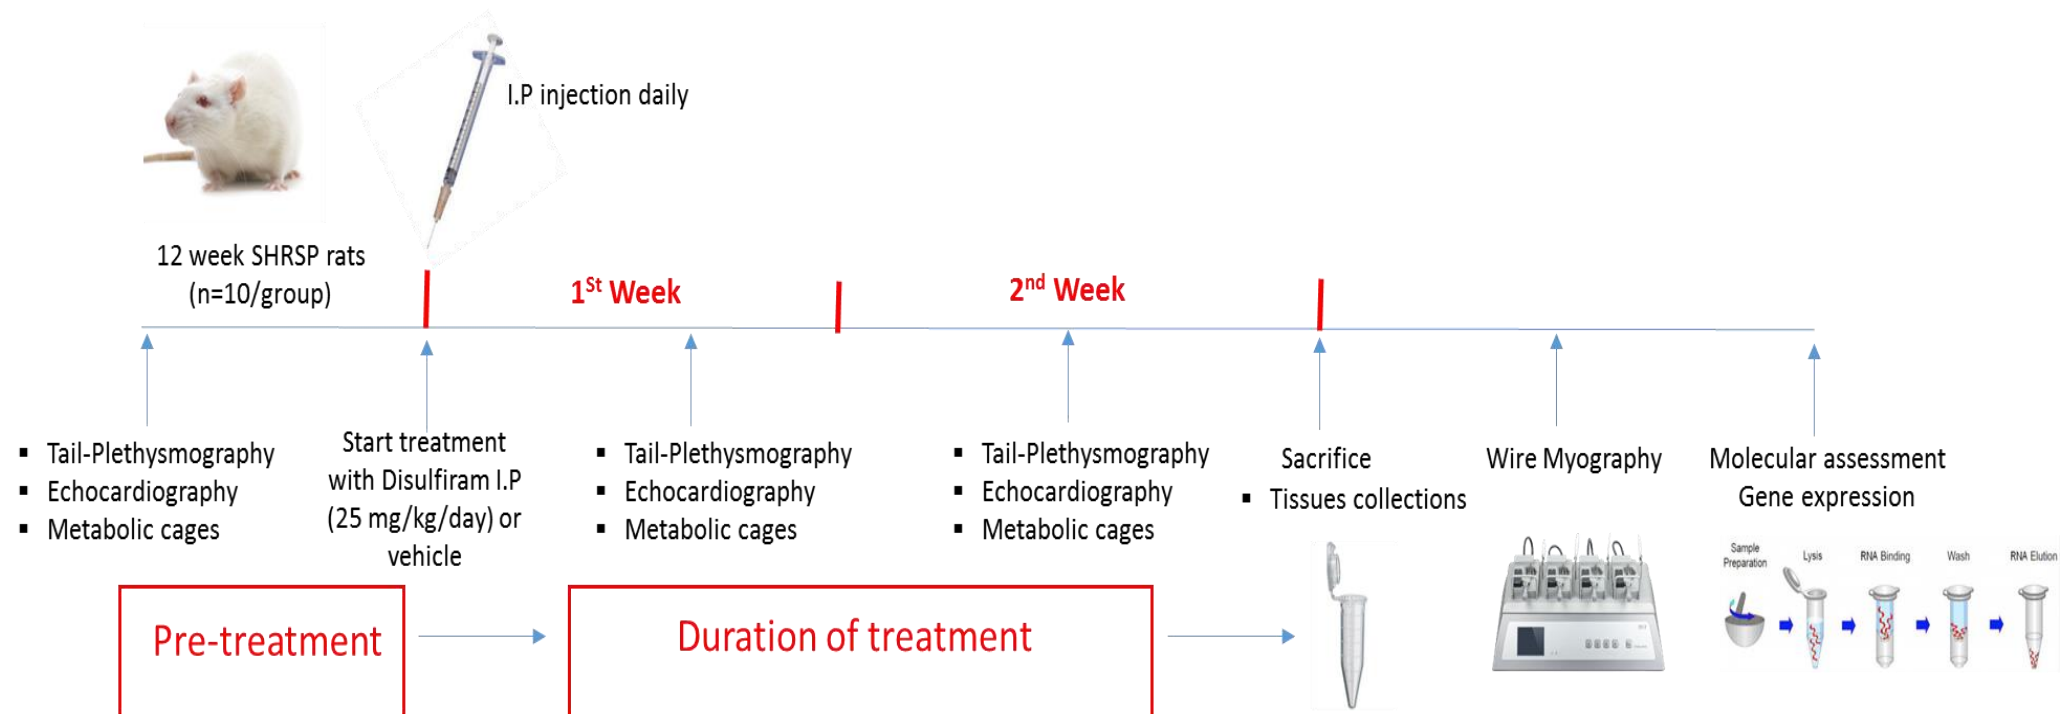 I.P injection daily
12 week SHRSP rats
(n=10/group)
1St Week
2nd Week
▪ Tail-Plethysmography
▪ Echocardiography
▪ Metabolic cages
Start treatment
with Disulfiram I.P
(25 mg/kg/day) or
vehicle
▪ Tail-Plethysmography
▪ Echocardiography
▪ Metabolic cages
▪ Tail-Plethysmography
▪ Echocardiography
▪ Metabolic cages
Sacrifice
▪ Tissues collections
Wire Myography
Molecular assessment
Gene expression
Sample
Preparation
Lysis
RNA Binding
Wash
RNA Elution
Pre-treatment
Duration of treatment